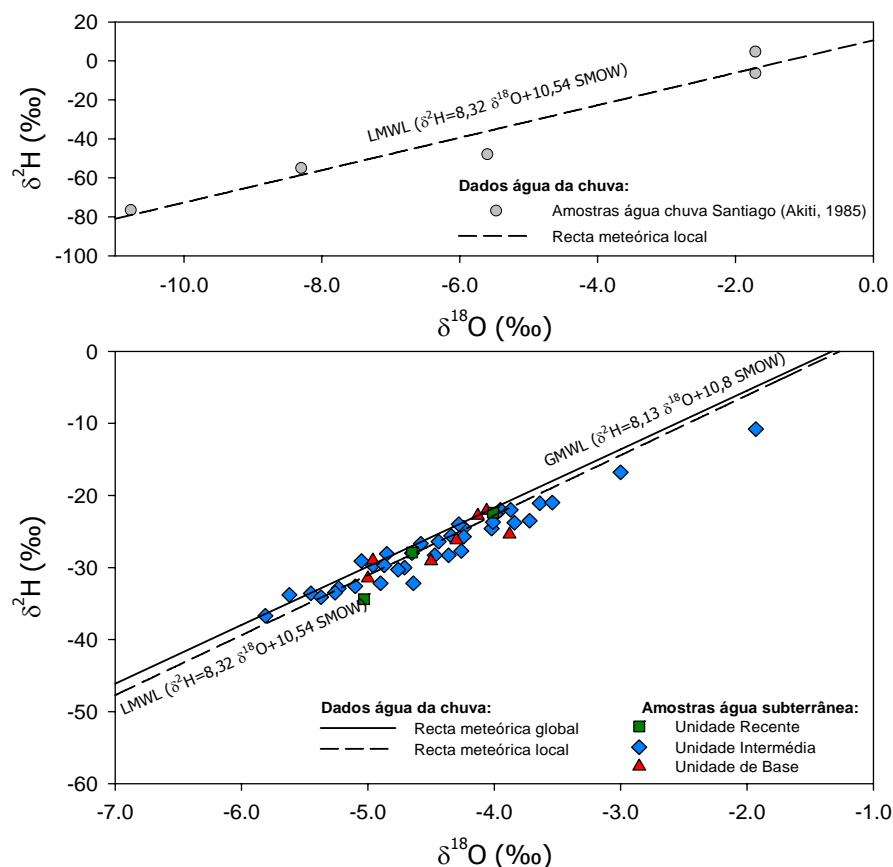 20
0
-20
-40
-60
-80
-100
δ²H (‰)
LMWL (δ²H=8,32 δ¹⁸O+10,54 SMOW)
Dados água da chuva:
Amostras água chuva Santiago (Akiti, 1985)
Recta meteórica local
-10.0 -8.0 -6.0 -4.0 -2.0 0.0
δ¹⁸O (‰)
0
-10
-20
-30
-40
-50
-60
δ²H (‰)
GMWL (δ²H=8,13 δ¹⁸O+10,8 SMOW)
LMWL (δ²H=8,32 δ¹⁸O+10,54 SMOW)
Dados água da chuva:
Recta meteórica global
Recta meteórica local
Amostras água subterrânea:
Unidade Recente
Unidade Intermédia
Unidade de Base
-7.0 -6.0 -5.0 -4.0 -3.0 -2.0 -1.0
δ¹⁸O (‰)